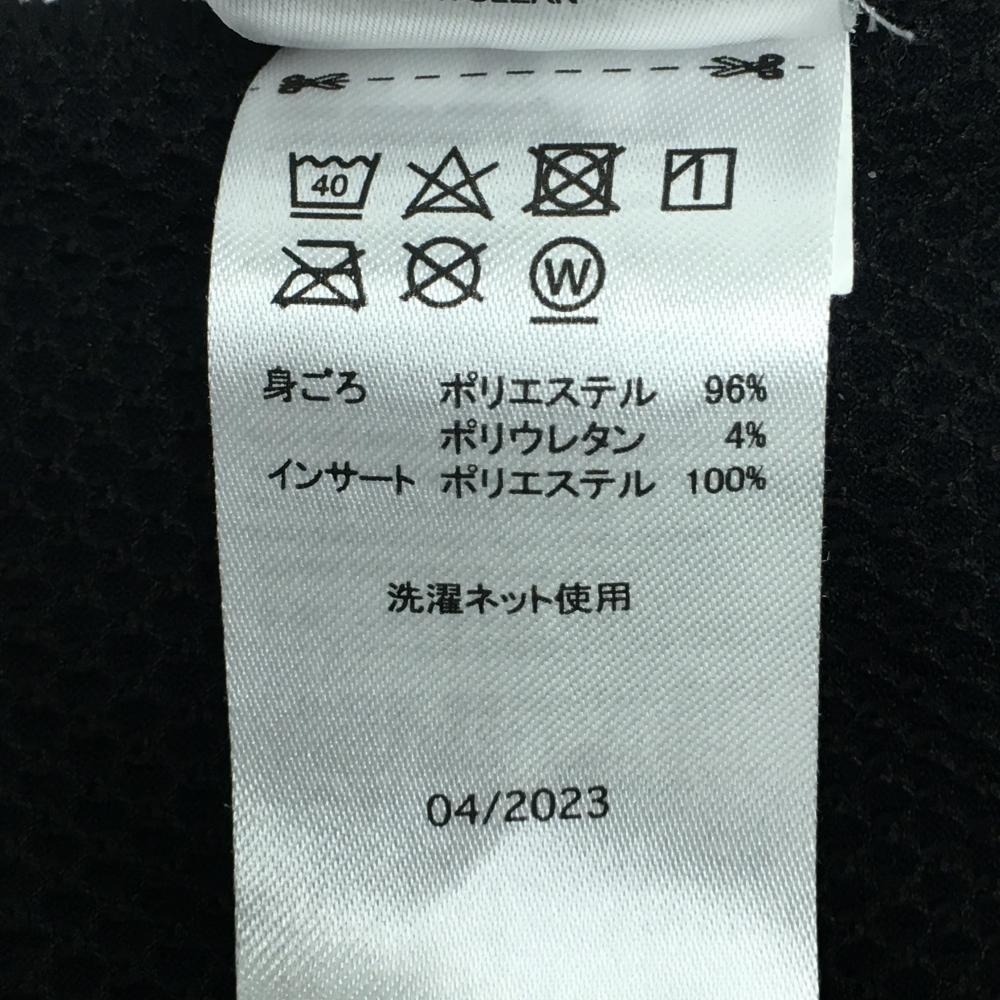 40
W
身ごろ ポリエステル 96%
ポリウレタン 4%
インサート ポリエステル 100%
洗濯ネット使用
04/2023